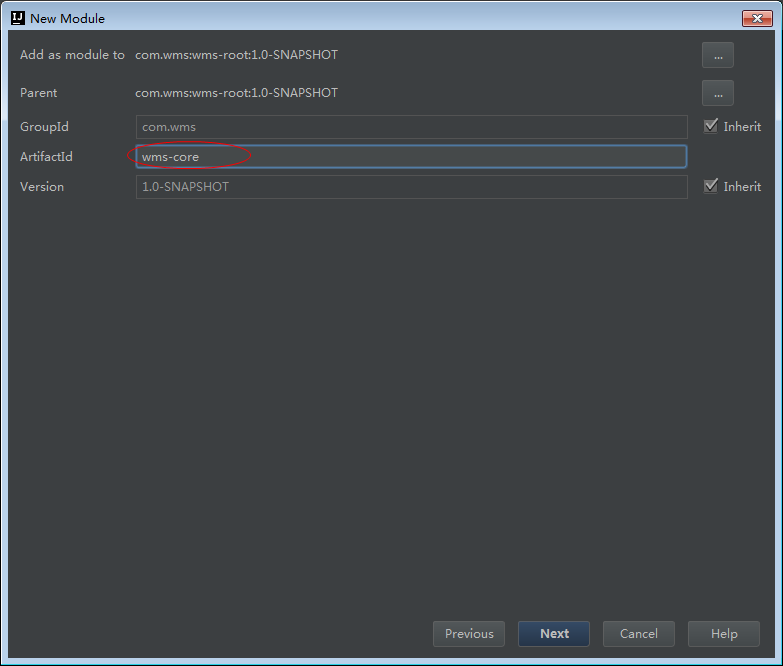 IJ New Module
Add as module to com.wms:wms-root:1.0-SNAPSHOT ...
Parent com.wms:wms-root:1.0-SNAPSHOT ...
GroupId com.wms Inherit
ArtifactId wms-core
Version 1.0-SNAPSHOT Inherit
Previous Next Cancel Help